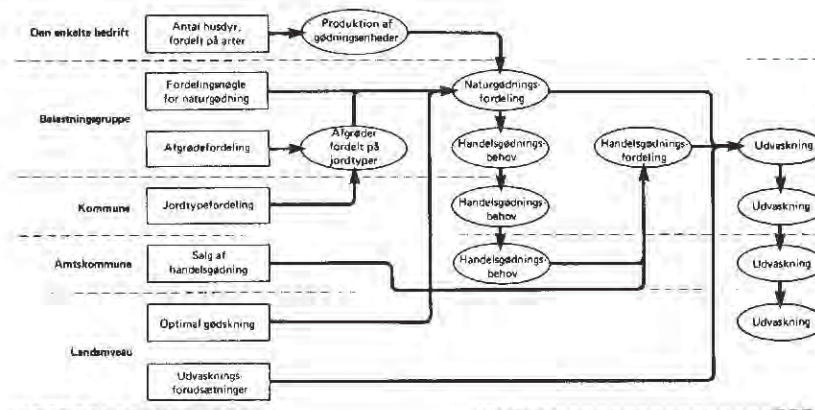 Den enkelte bedrift
Antal husdyr,
fordelt på arter
Produktion af
gødningsenheder
Belastningsgruppe
Fordelingsnøgle
for naturgødning
Naturgødnings-
fordeling
Afgrødefordeling
Afgrøder
fordelt på
jordtyper
Handelsgødnings-
behov
Handelsgødnings-
fordeling
Udvaskning
Kommune
Jordtypefordeling
Handelsgødnings-
behov
Udvaskning
Amtskommune
Salg af
handelsgødning
Handelsgødnings-
behov
Udvaskning
Landsniveau
Optimal gødskning
Udvaskning
Udvasknings-
forudsætninger